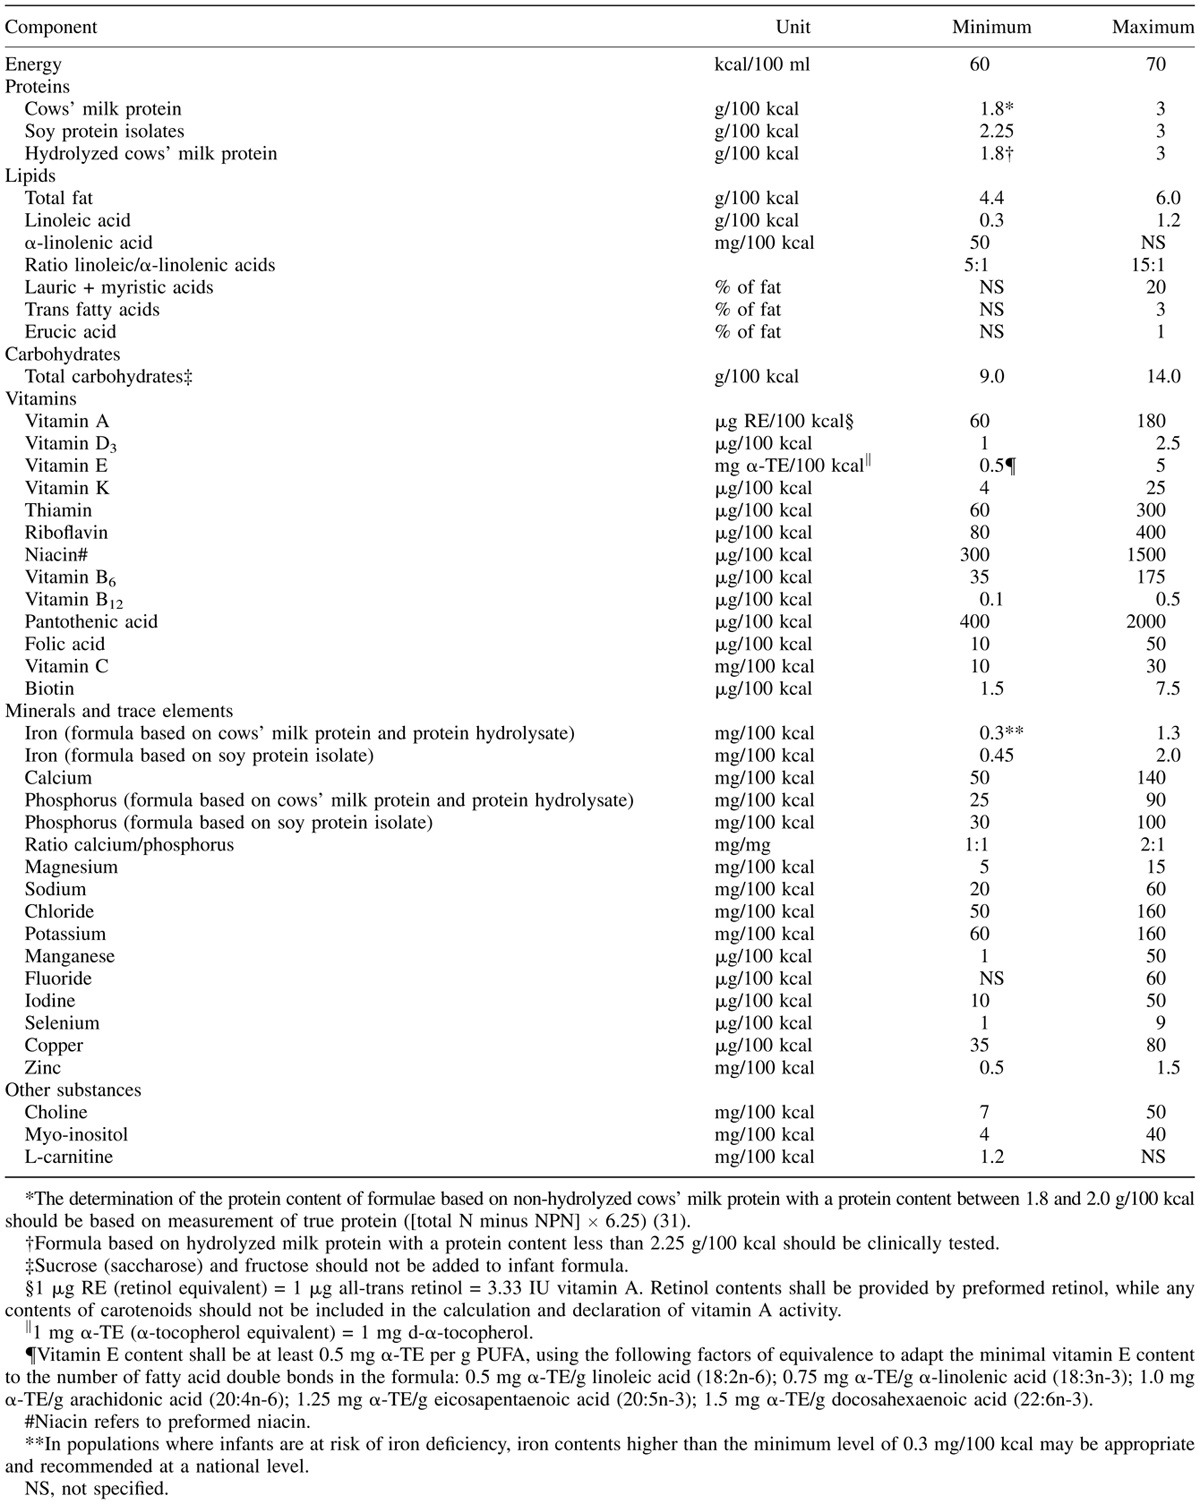 Component Unit Minimum Maximum
Energy kcal/100 ml 60 70
Proteins
Cows' milk protein g/100 kcal 1.8* 3
Soy protein isolates g/100 kcal 2.25 3
Hydrolyzed cows' milk protein g/100 kcal 1.8† 3
Lipids
Total fat g/100 kcal 4.4 6.0
Linoleic acid g/100 kcal 0.3 1.2
α-linolenic acid mg/100 kcal 50 NS
Ratio linoleic/α-linolenic acids 5:1 15:1
Lauric + myristic acids % of fat NS 20
Trans fatty acids % of fat NS 3
Erucic acid % of fat NS 1
Carbohydrates
Total carbohydrates‡ g/100 kcal 9.0 14.0
Vitamins
Vitamin A μg RE/100 kcal§ 60 180
Vitamin D3 μg/100 kcal 1 2.5
Vitamin E mg α-TE/100 kcal‖ 0.5¶ 5
Vitamin K μg/100 kcal 4 25
Thiamin μg/100 kcal 60 300
Riboflavin μg/100 kcal 80 400
Niacin# μg/100 kcal 300 1500
Vitamin B6 μg/100 kcal 35 175
Vitamin B12 μg/100 kcal 0.1 0.5
Pantothenic acid μg/100 kcal 400 2000
Folic acid μg/100 kcal 10 50
Vitamin C mg/100 kcal 10 30
Biotin μg/100 kcal 1.5 7.5
Minerals and trace elements
Iron (formula based on cows' milk protein and protein hydrolysate) mg/100 kcal 0.3** 1.3
Iron (formula based on soy protein isolate) mg/100 kcal 0.45 2.0
Calcium mg/100 kcal 50 140
Phosphorus (formula based on cows' milk protein and protein hydrolysate) mg/100 kcal 25 90
Phosphorus (formula based on soy protein isolate) mg/100 kcal 30 100
Ratio calcium/phosphorus mg/mg 1:1 2:1
Magnesium mg/100 kcal 5 15
Sodium mg/100 kcal 20 60
Chloride mg/100 kcal 50 160
Potassium mg/100 kcal 60 160
Manganese μg/100 kcal 1 50
Fluoride μg/100 kcal NS 60
Iodine μg/100 kcal 10 50
Selenium μg/100 kcal 1 9
Copper μg/100 kcal 35 80
Zinc mg/100 kcal 0.5 1.5
Other substances
Choline mg/100 kcal 7 50
Myo-inositol mg/100 kcal 4 40
L-carnitine mg/100 kcal 1.2 NS
*The determination of the protein content of formulae based on non-hydrolyzed cows' milk protein with a protein content between 1.8 and 2.0 g/100 kcal
should be based on measurement of true protein ([total N minus NPN] × 6.25) (31).
†Formula based on hydrolyzed milk protein with a protein content less than 2.25 g/100 kcal should be clinically tested.
‡Sucrose (saccharose) and fructose should not be added to infant formula.
§1 μg RE (retinol equivalent) = 1 μg all-trans retinol = 3.33 IU vitamin A. Retinol contents shall be provided by preformed retinol, while any
contents of carotenoids should not be included in the calculation and declaration of vitamin A activity.
‖1 mg α-TE (α-tocopherol equivalent) = 1 mg d-α-tocopherol.
¶Vitamin E content shall be at least 0.5 mg α-TE per g PUFA, using the following factors of equivalence to adapt the minimal vitamin E content
to the number of fatty acid double bonds in the formula: 0.5 mg α-TE/g linoleic acid (18:2n-6); 0.75 mg α-TE/g α-linolenic acid (18:3n-3); 1.0 mg
α-TE/g arachidonic acid (20:4n-6); 1.25 mg α-TE/g eicosapentaenoic acid (20:5n-3); 1.5 mg α-TE/g docosahexaenoic acid (22:6n-3).
#Niacin refers to preformed niacin.
**In populations where infants are at risk of iron deficiency, iron contents higher than the minimum level of 0.3 mg/100 kcal may be appropriate
and recommended at a national level.
NS, not specified.